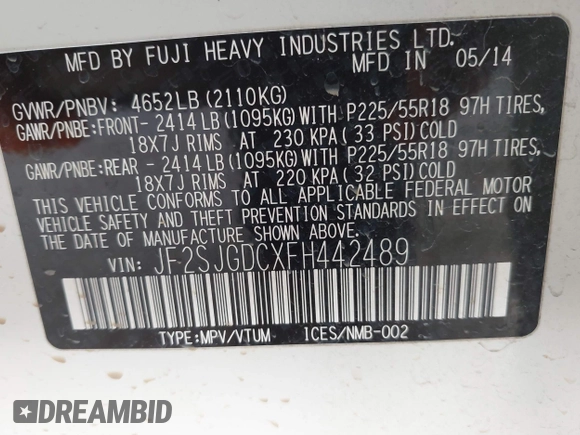 MFD BY FUJI HEAVY INDUSTRIES LTD.
MFD IN 05/14
GVWR/PNBV: 4652LB (2110KG)
GAWR/PNBE:FRONT- 2414 LB (1095KG) WITH P225/55R18 97H TIRES,
18X7J RIMS AT 230 KPA ( 33 PSI) COLD
GAWR/PNBE: REAR - 2414 LB (1095KG) WITH P225/55R18 97H TIRES,
18X7J RIMS AT 220 KPA ( 32 PSI) COLD
THIS VEHICLE CONFORMS TO ALL APPLICABLE FEDERAL MOTOR
VEHICLE SAFETY AND THEFT PREVENTION STANDARDS IN EFFECT ON
THE DATE OF MANUFACTURE SHOWN ABOVE.
VIN: JF2SJGDCXFH442489
TYPE:MPV/VTUM ICES/NMB-002
DREAMBID